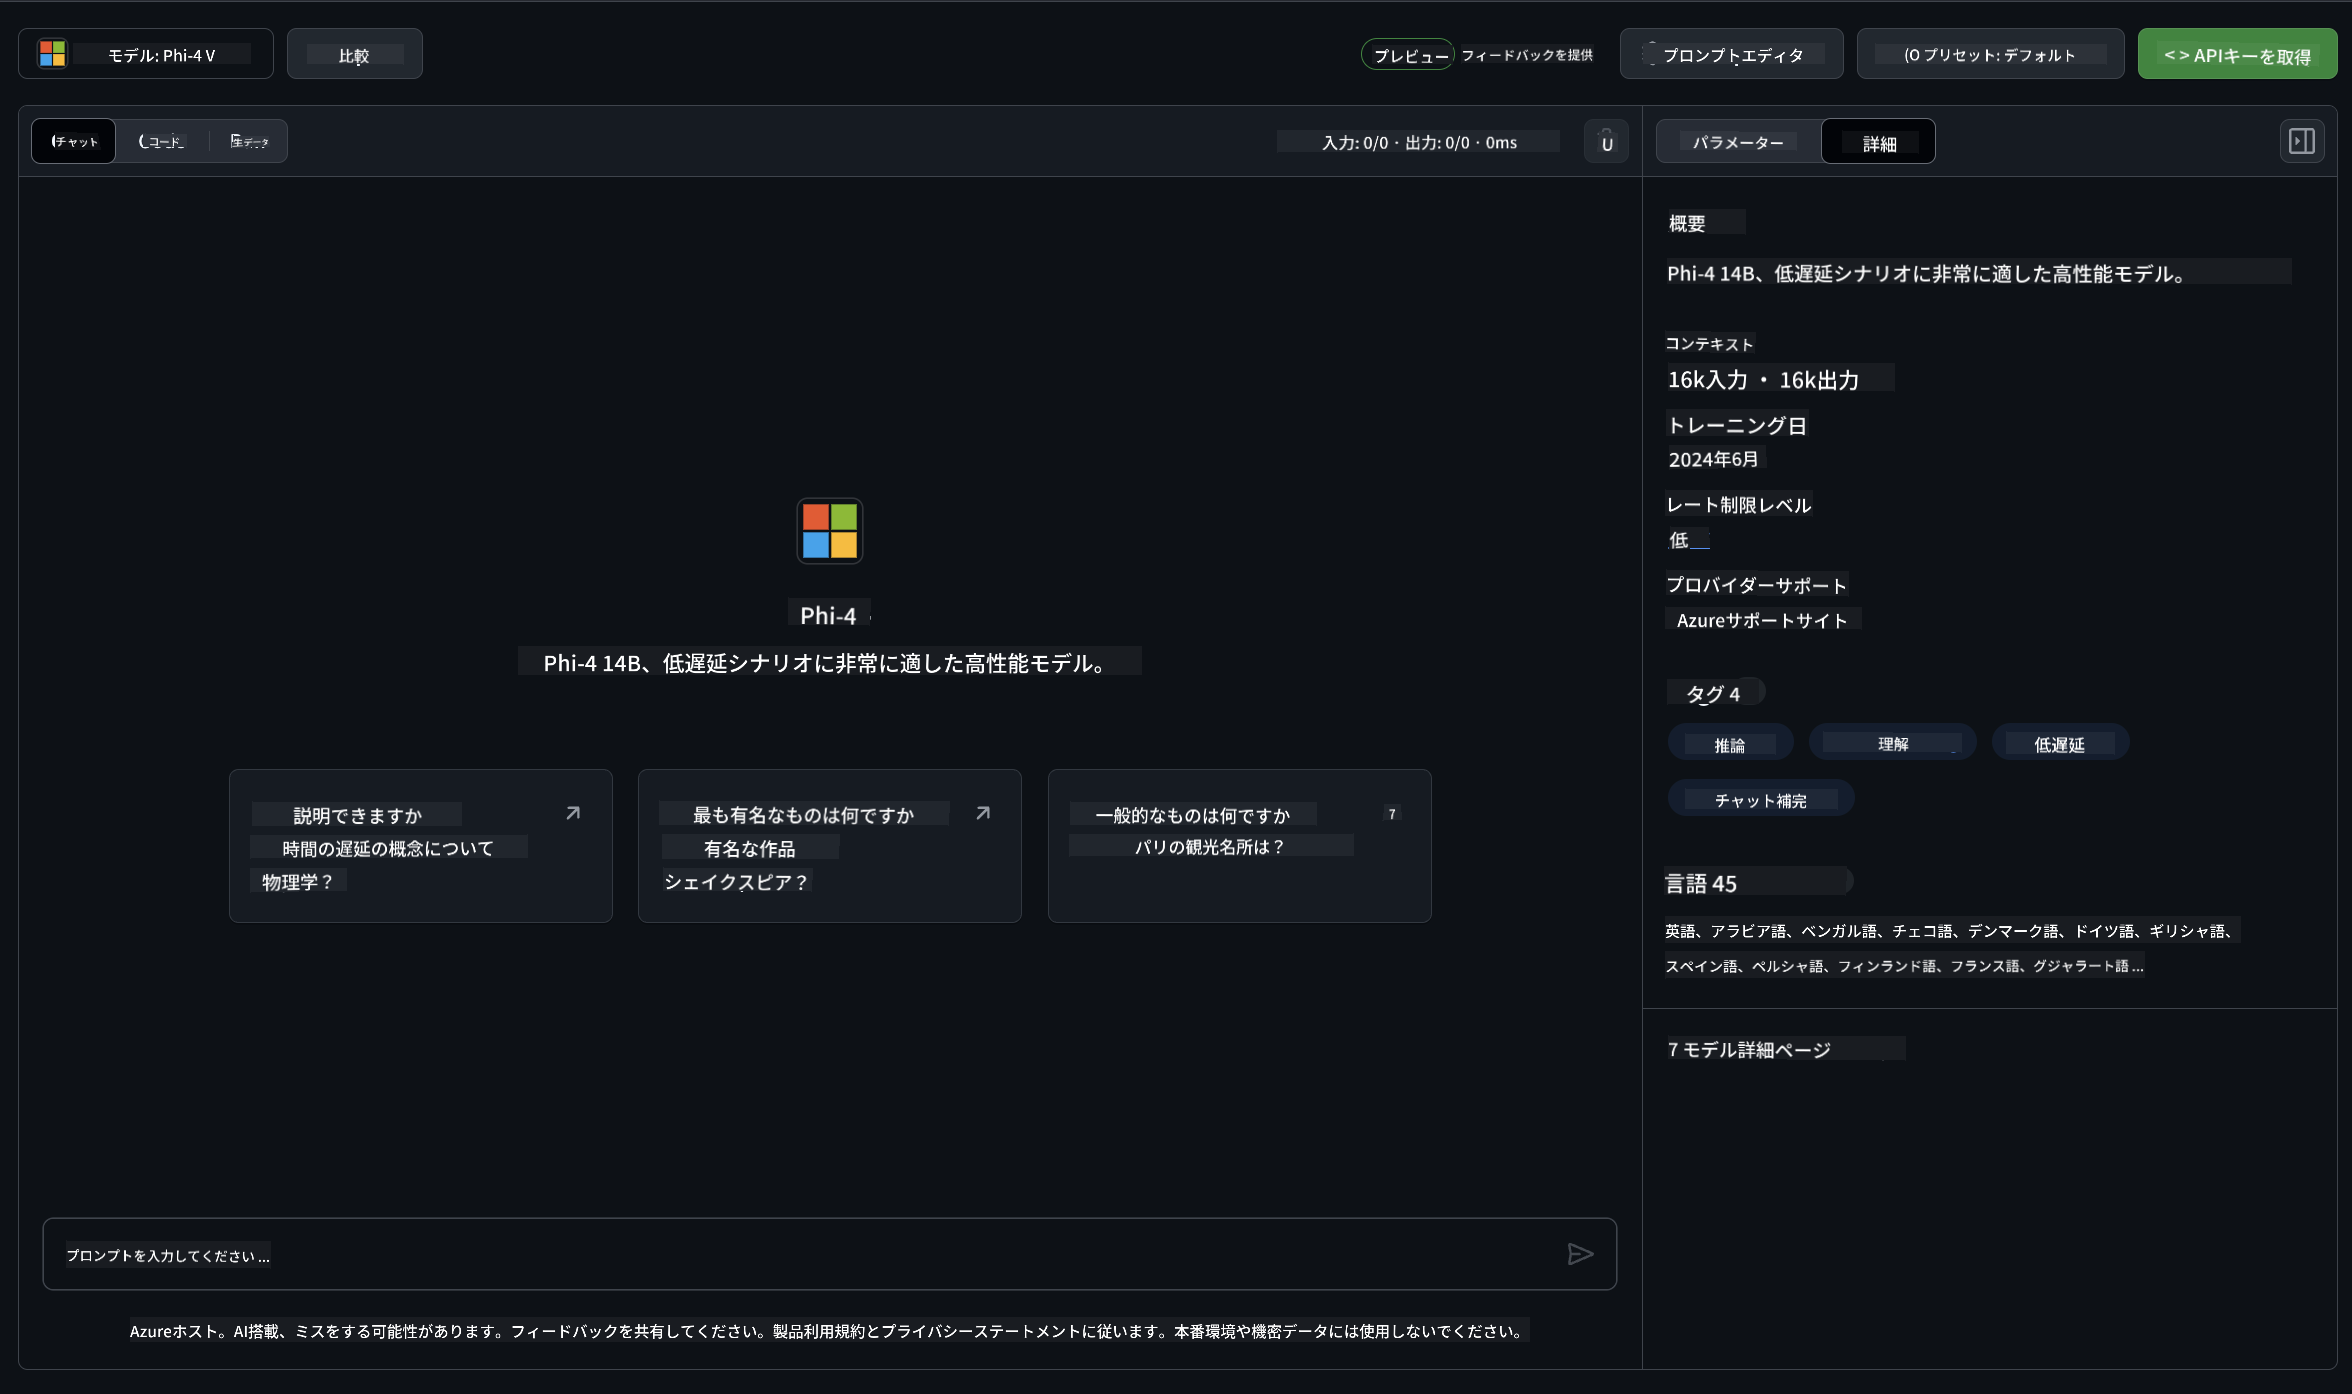 モデル: Phi-4 V
比較
プレビュー
フィードバックを提供
プロンプトエディタ
(O プリセット: デフォルト
< > APIキーを取得
チャット
コード
データ
入力: 0/0 · 出力: 0/0 · 0ms
U
パラメーター
詳細
概要
Phi-4 14B、低遅延シナリオに非常に適した高性能モデル。
コンテキスト
16k入力 ・ 16k出力
トレーニング日
2024年6月
レート制限レベル
低
プロバイダーサポート
Azureサポートサイト
タグ 4
推論
理解
低遅延
チャット補完
言語 45
英語、アラビア語、ベンガル語、チェコ語、デンマーク語、ドイツ語、ギリシャ語、
スペイン語、ペルシャ語、フィンランド語、フランス語、グジャラート語 ...
7 モデル詳細ページ
Phi-4
Phi-4 14B、低遅延シナリオに非常に適した高性能モデル。
説明できますか
時間の遅延の概念について
物理学？
最も有名なものは何ですか
有名な作品
シェイクスピア？
一般的なものは何ですか
7
パリの観光名所は？
プロンプトを入力してください ...
Azureホスト。AI搭載、ミスをする可能性があります。フィードバックを共有してください。製品利用規約とプライバシーステートメントに従います。本番環境や機密データには使用しないでください。